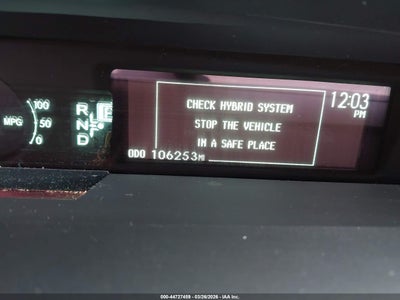 100
MPG
50
0
R
N
D
CHECK HYBRID SYSTEM
STOP THE VEHICLE
IN A SAFE PLACE
12:03
PM
ODO 106253MI
000-44737459 - 03/26/2026 - IAA Inc.